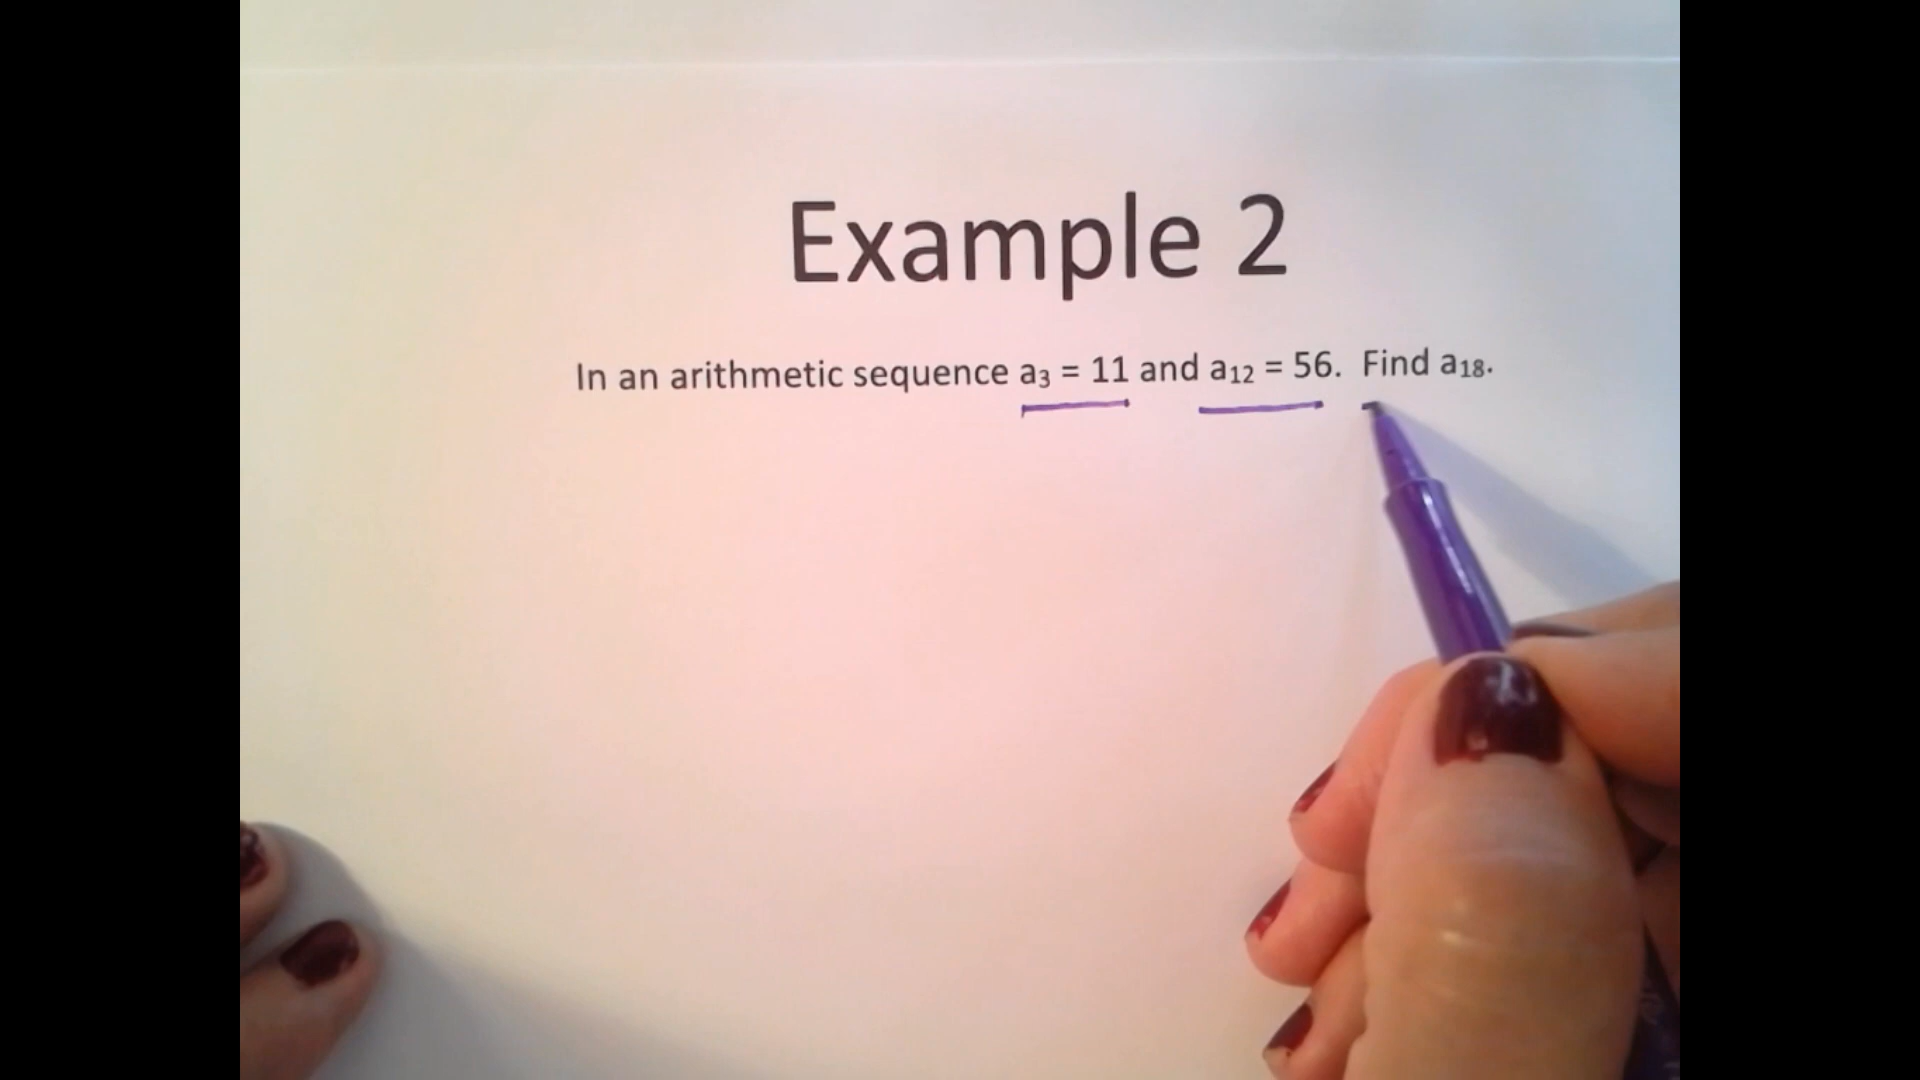 Example 2
In an arithmetic sequence a₃ = 11 and a₁₂ = 56. Find a₁₈.